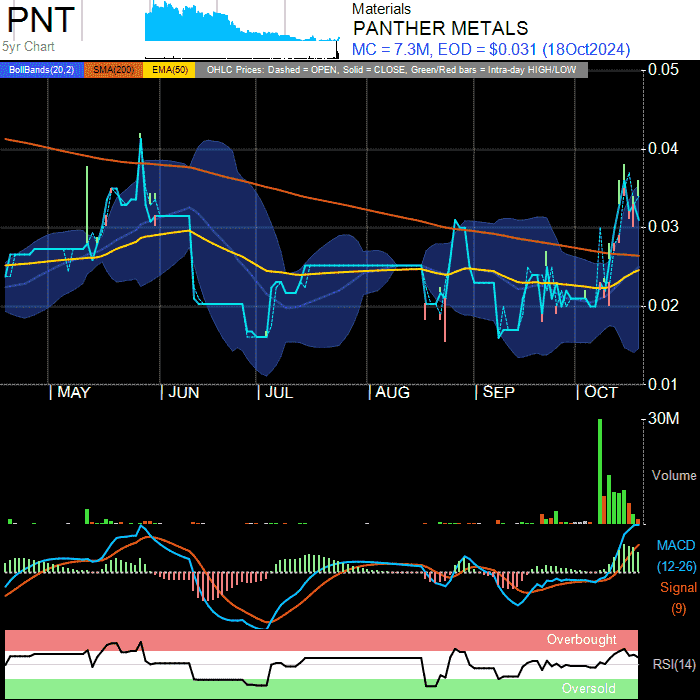 PNT
5yr Chart
Materials
PANTHER METALS
MC = 7.3M, EOD = $0.031 (18Oct2024)
BollBands(20,2) SMA(200) EMA(50) OHLC Prices: Dashed = OPEN, Solid = CLOSE, Green/Red bars = Intra-day HIGH/LOW
0.05
0.04
0.03
0.02
0.01
| MAY | JUN | JUL | AUG | SEP | OCT
30M
Volume
MACD
(12-26)
Signal
(9)
Overbought
RSI(14)
Oversold